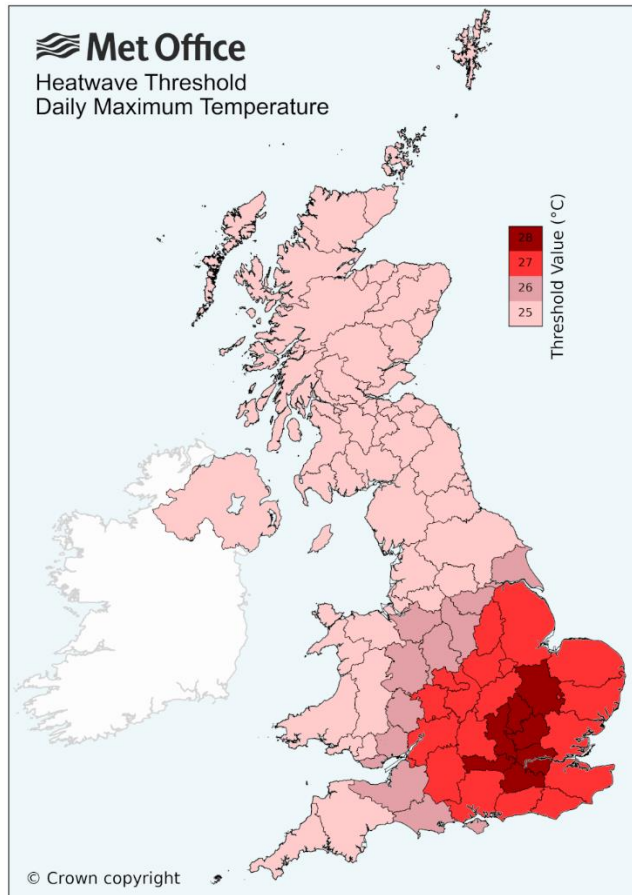 Met Office
Heatwave Threshold
Daily Maximum Temperature
28
27
26
25
Threshold Value (°C)
© Crown copyright